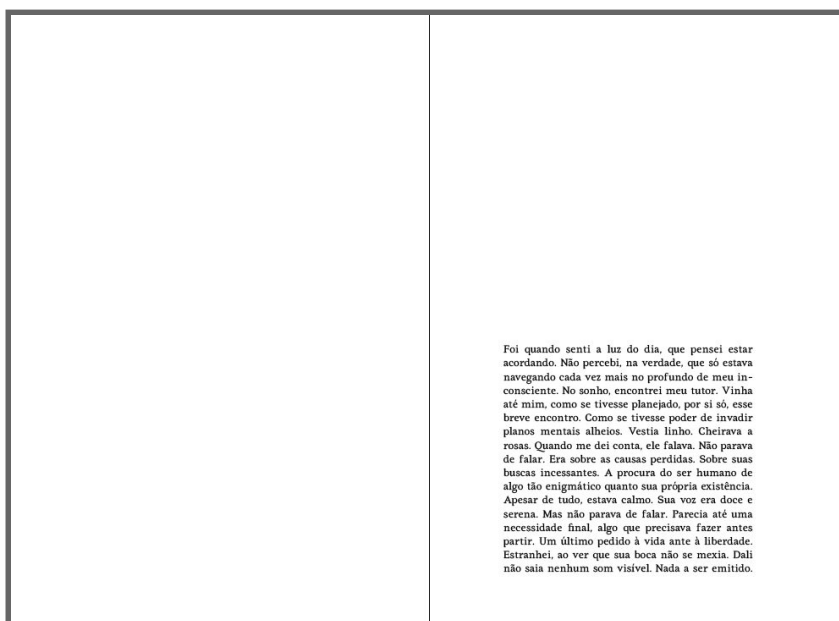 Foi quando senti a luz do dia, que pensei estar
acordando. Não percebi, na verdade, que só estava
navegando cada vez mais no profundo de meu in-
consciente. No sonho, encontrei meu tutor. Vinha
até mim, como se tivesse planejado, por si só, esse
breve encontro. Como se tivesse poder de invadir
planos mentais alheios. Vestia linho. Cheirava a
rosas. Quando me dei conta, ele falava. Não parava
de falar. Era sobre as causas perdidas. Sobre suas
buscas incessantes. A procura do ser humano de
algo tão enigmático quanto sua própria existência.
Apesar de tudo, estava calmo. Sua voz era doce e
serena. Mas não parava de falar. Parecia até uma
necessidade final, algo que precisava fazer antes
partir. Um último pedido à vida ante à liberdade.
Estranhei, ao ver que sua boca não se mexia. Dali
não saia nenhum som visível. Nada a ser emitido.